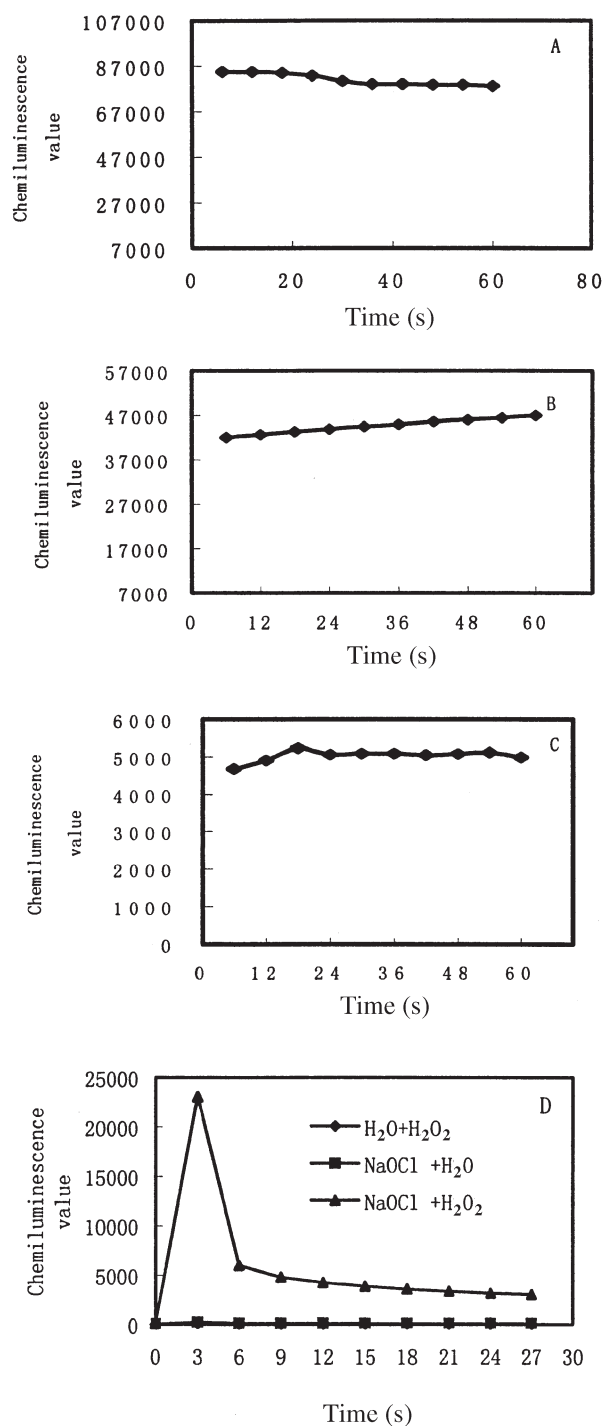 107000
A
87000
67000
47000
27000
7000
Chemiluminescence
value
0 20 40 60 80
Time (s)
57000
B
47000
37000
27000
17000
7000
Chemiluminescence
value
0 12 24 36 48 60
Time (s)
6000
C
5000
4000
3000
2000
1000
0
Chemiluminescence
value
0 12 24 36 48 60
Time (s)
25000
D
20000
15000
10000
5000
0
Chemiluminescence
value
H₂O+H₂O₂
NaOCl +H₂O
NaOCl +H₂O₂
0 3 6 9 12 15 18 21 24 27 30
Time (s)